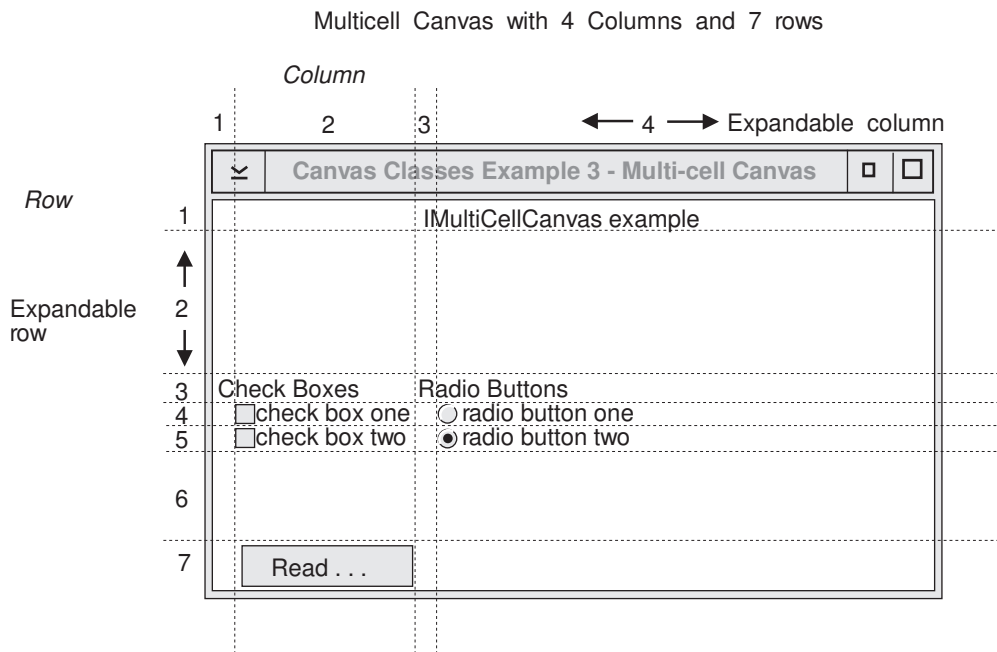 Multicell Canvas with 4 Columns and 7 rows
Column
1 2 3 4 Expandable column
Canvas Classes Example 3 - Multi-cell Canvas
Row
1 IMultiCellCanvas example
Expandable
row
2
3 Check Boxes Radio Buttons
4 check box one radio button one
5 check box two radio button two
6
7 Read . . .